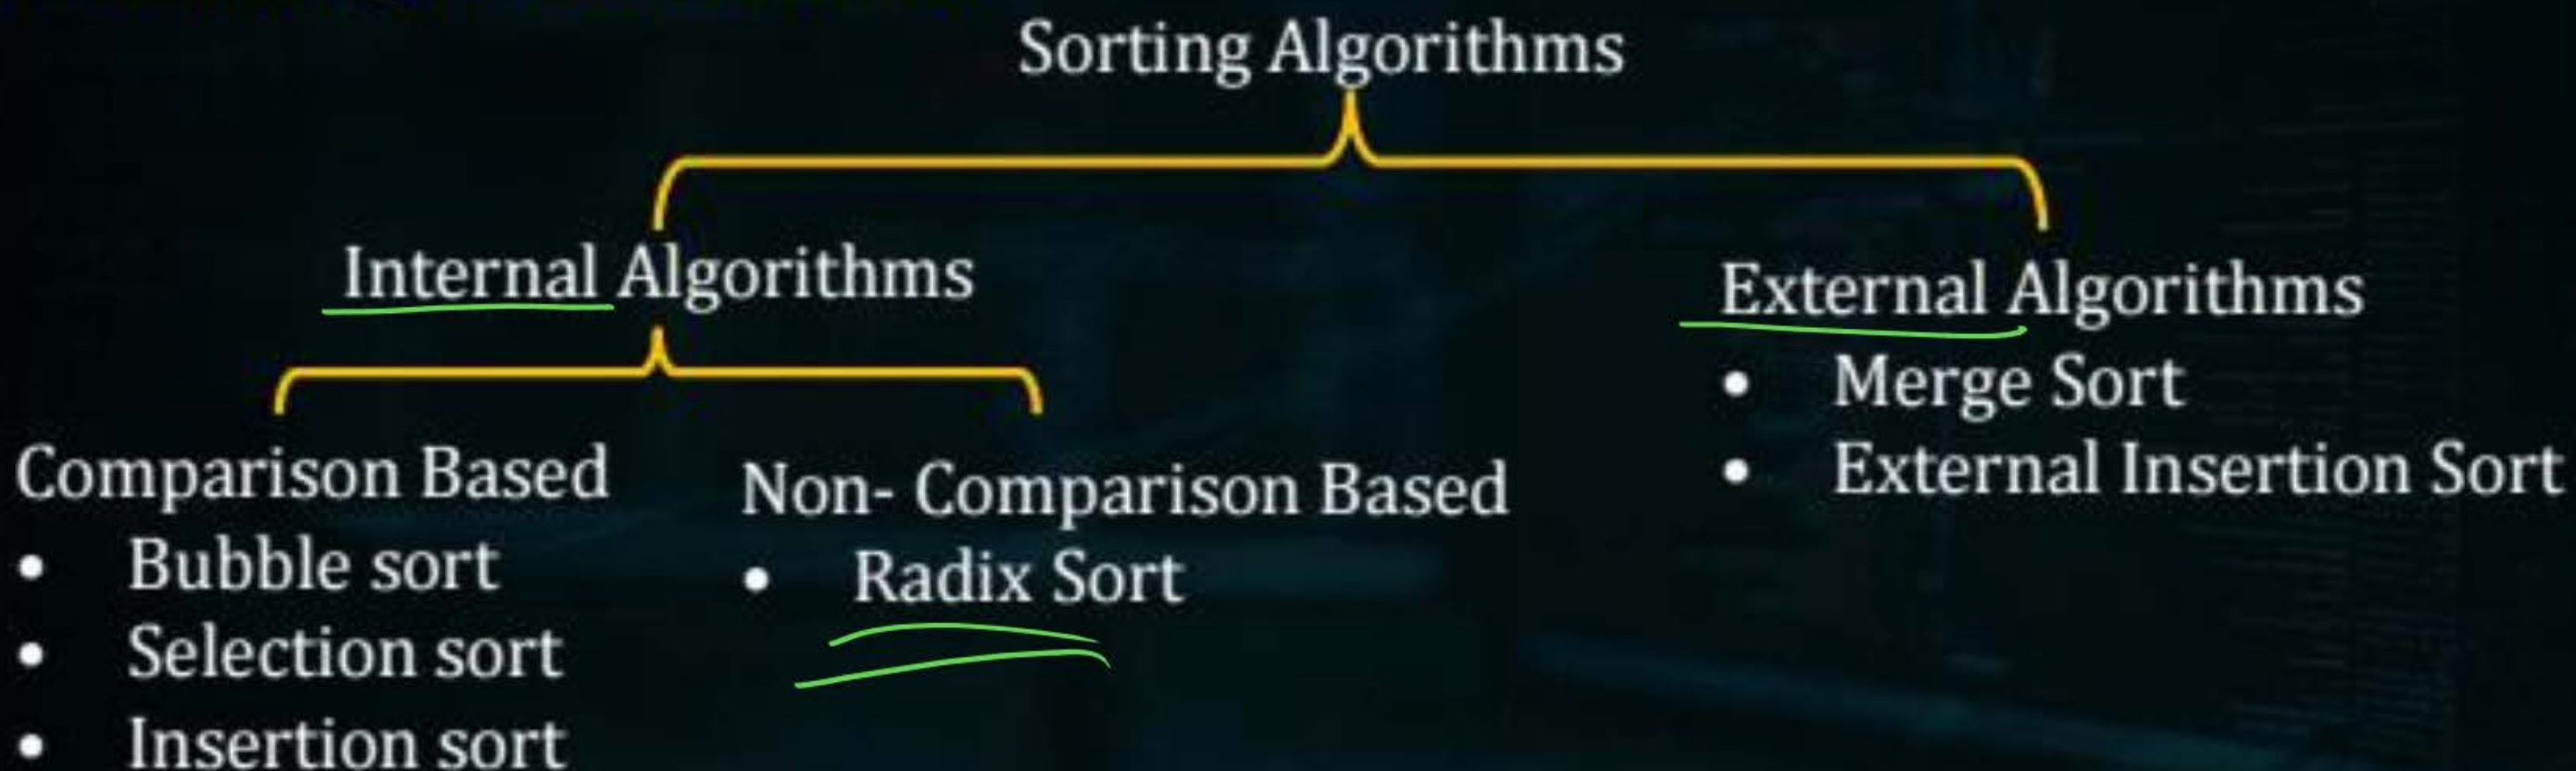 Sorting Algorithms
Internal Algorithms
Comparison Based
• Bubble sort
• Selection sort
• Insertion sort
Non- Comparison Based
• Radix Sort
External Algorithms
• Merge Sort
• External Insertion Sort